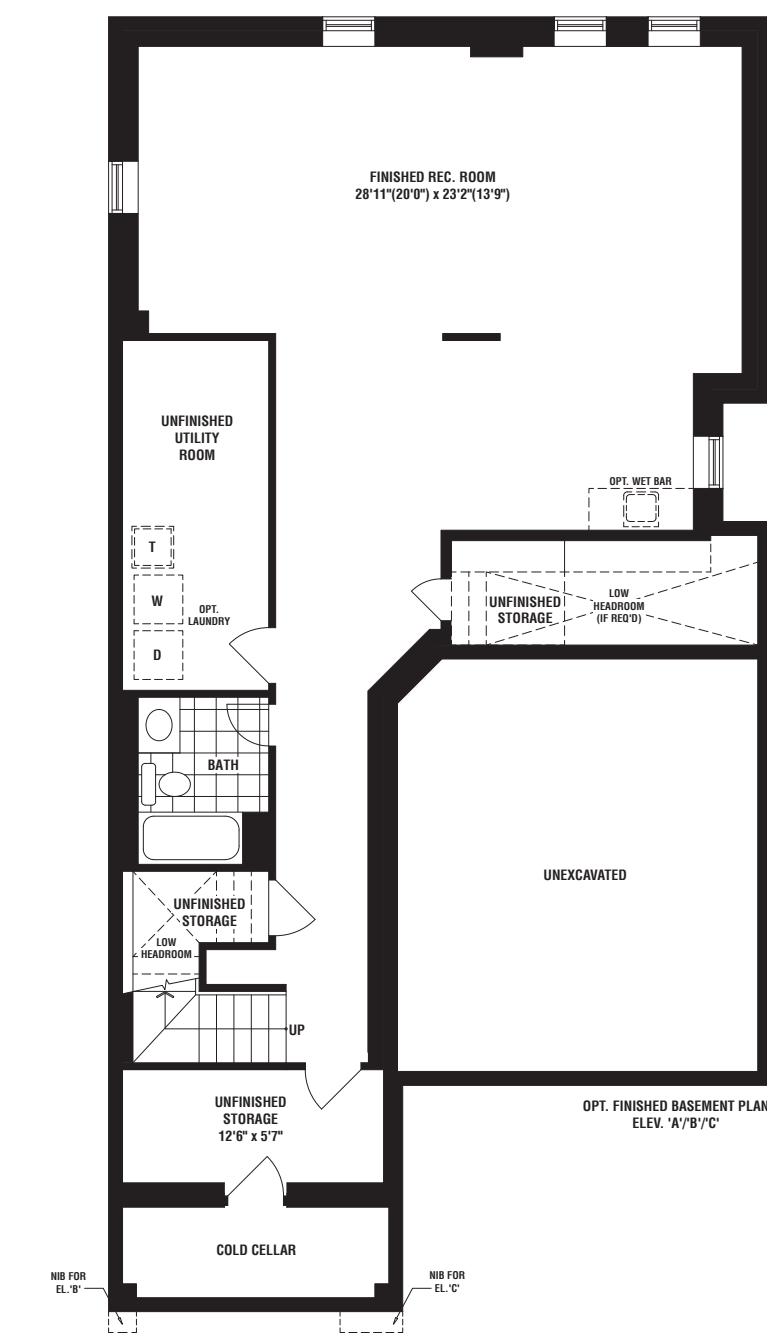 FINISHED REC. ROOM
28'11"(20'0") x 23'2"(13'9")
UNFINISHED
UTILITY
ROOM
OPT. WET BAR
T
W
D
OPT.
LAUNDRY
UNFINISHED
STORAGE
LOW
HEADROOM
(IF REQ'D)
BATH
UNEXCAVATED
UNFINISHED
STORAGE
LOW
HEADROOM
UP
UNFINISHED
STORAGE
12'6" x 5'7"
OPT. FINISHED BASEMENT PLAN
ELEV. 'A'/'B'/'C'
COLD CELLAR
NIB FOR
EL.'B'
NIB FOR
EL.'C'